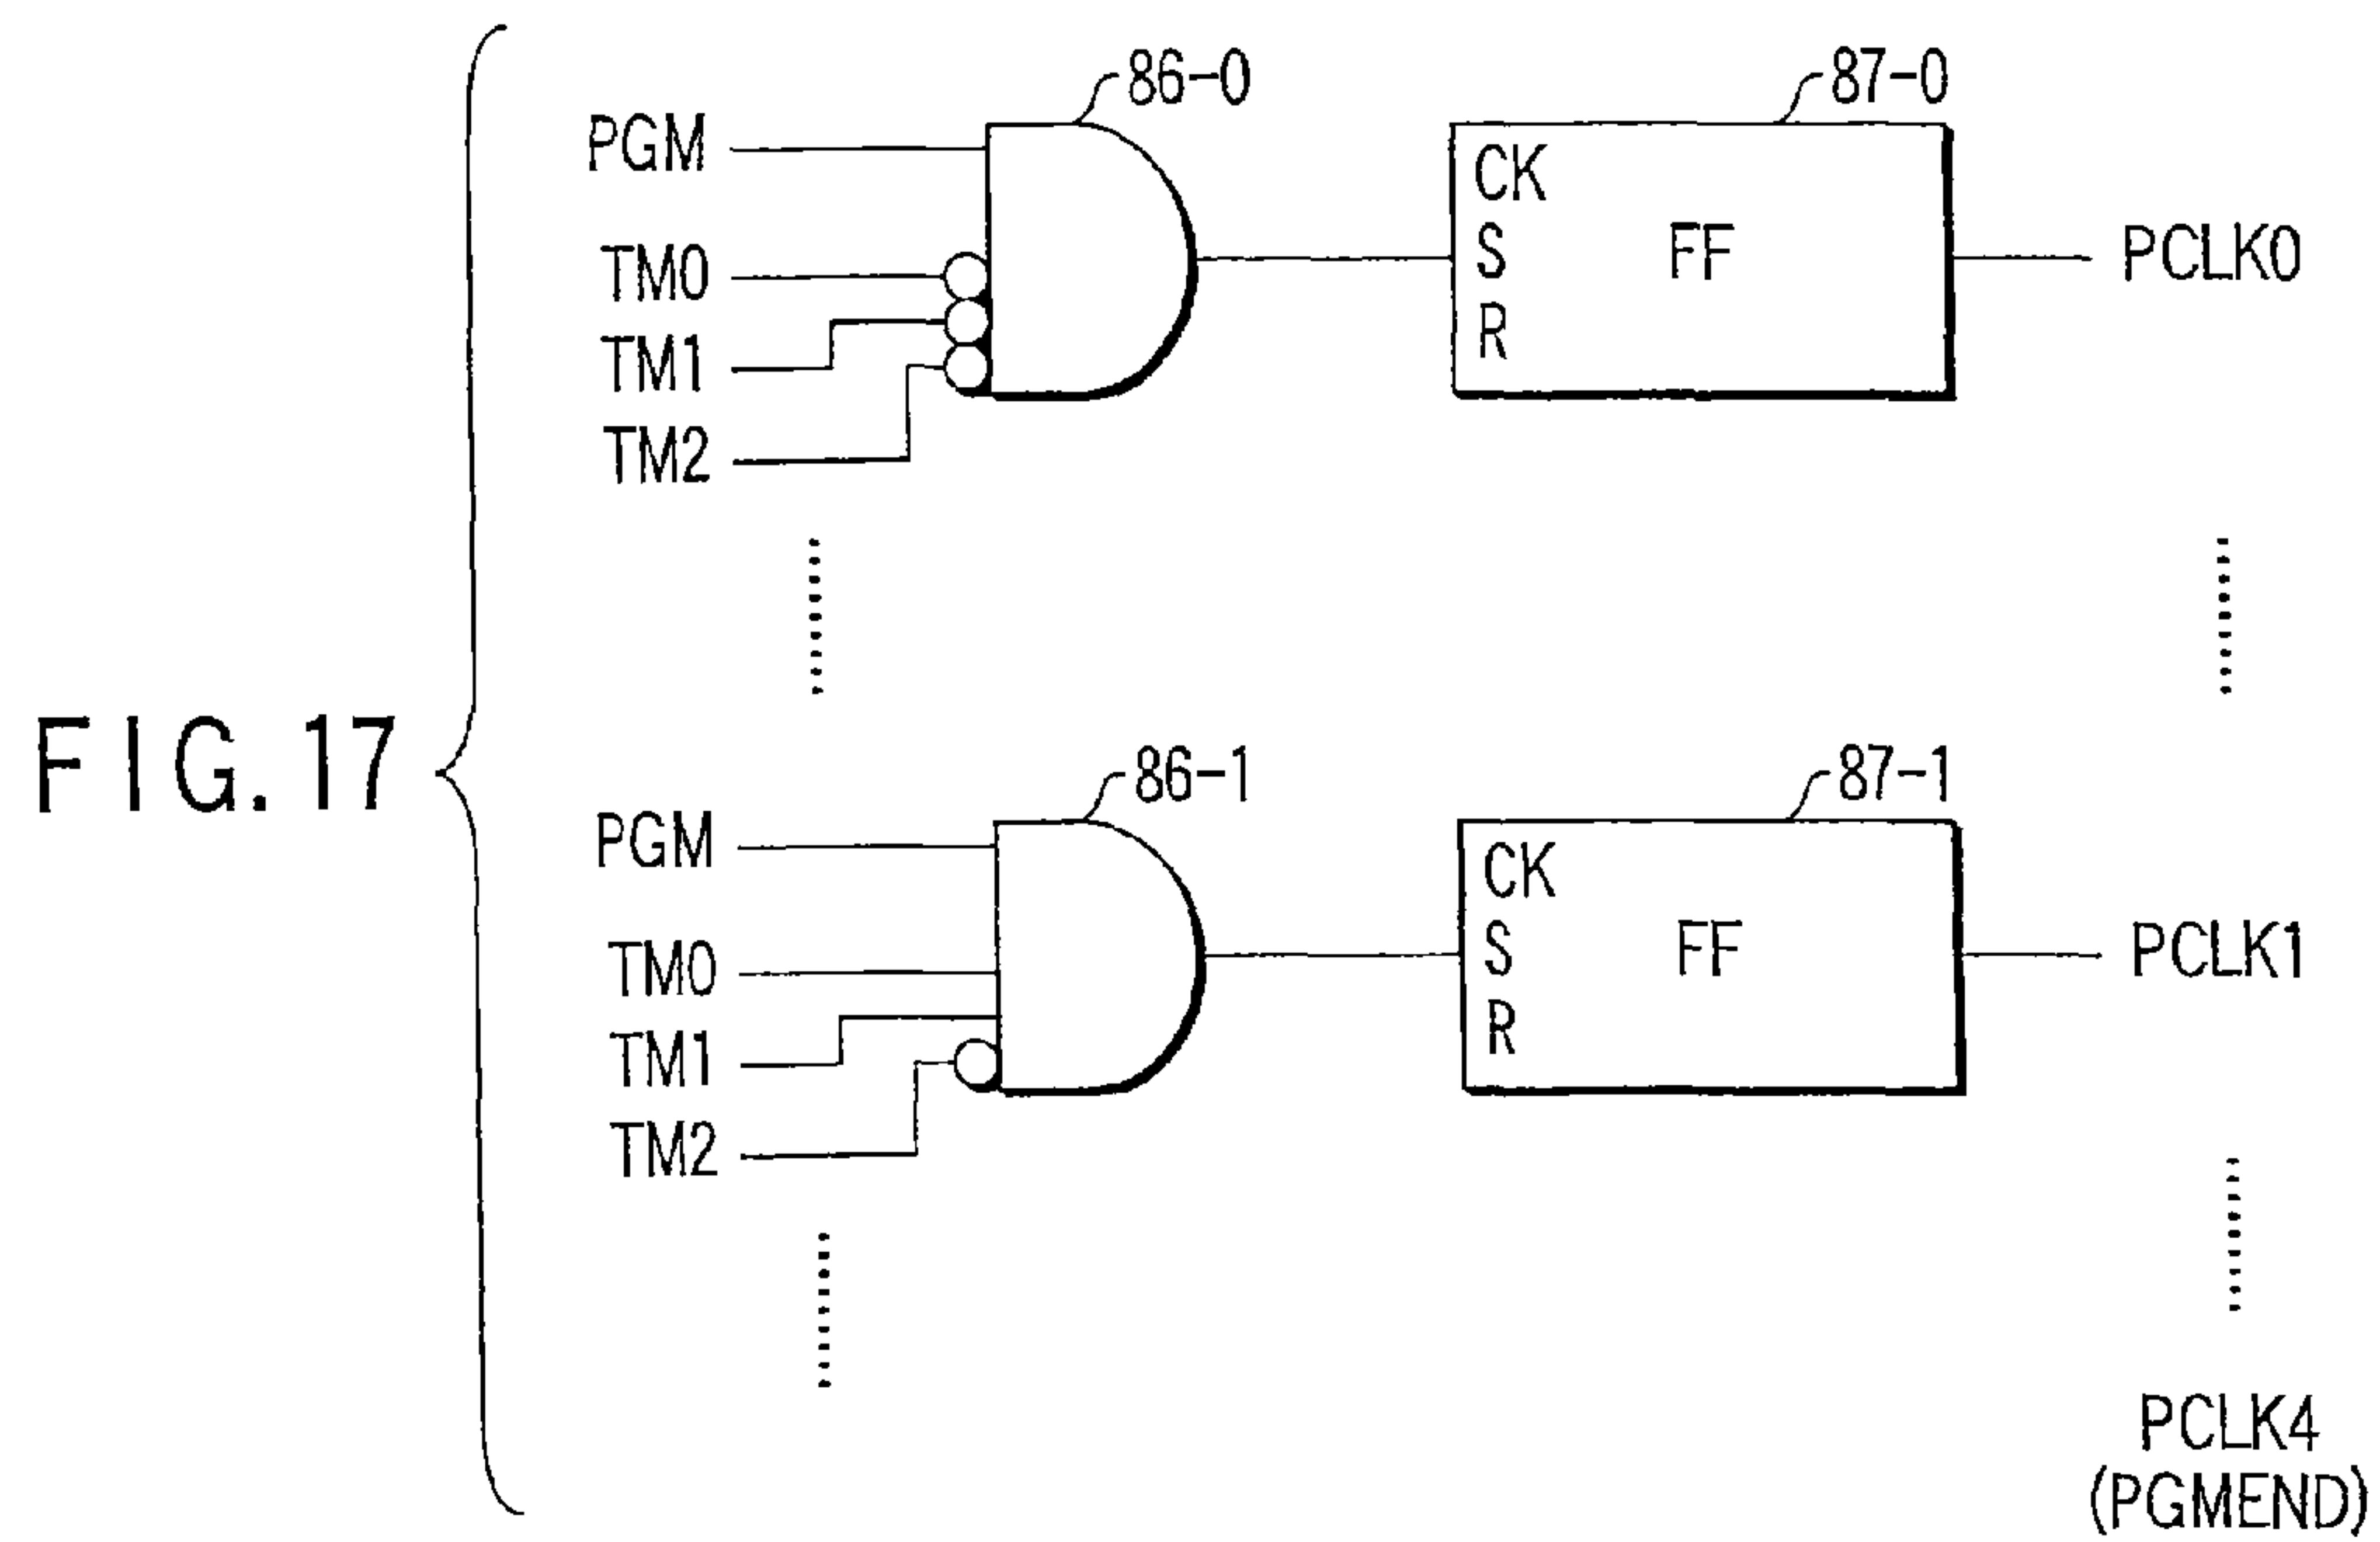 FIG.17
86-0
87-0
PGM
TM0
TM1
TM2
CK
S
R
FF
PCLK0
86-1
87-1
PGM
TM0
TM1
TM2
CK
S
R
FF
PCLK1
PCLK4
(PGMEND)